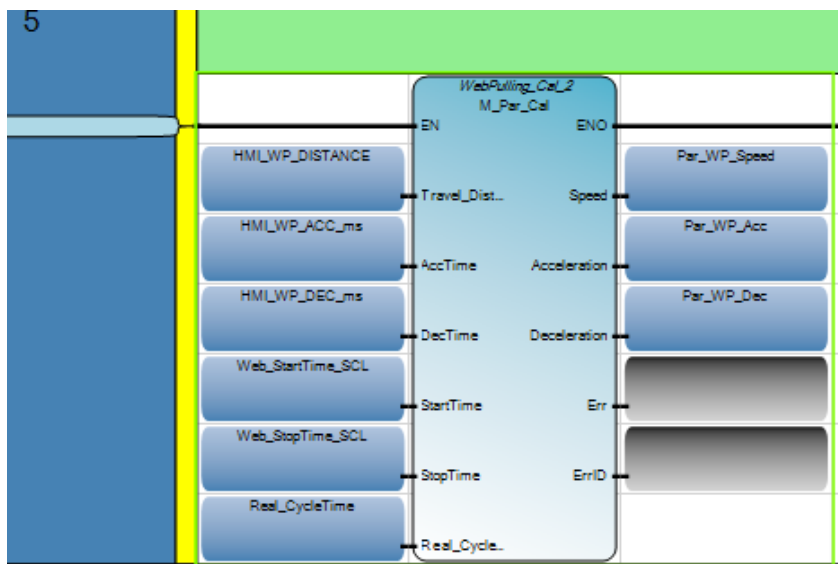 5
WebPulling_Cal_2
M_Par_Cal
EN ENO
HMI_WP_DISTANCE Par_WP_Speed
Travel_Dist... Speed
HMI_WP_ACC_ms Par_WP_Acc
AccTime Acceleration
HMI_WP_DEC_ms Par_WP_Dec
DecTime Deceleration
Web_StartTime_SCL
StartTime Err
Web_StopTime_SCL
StopTime ErrID
Real_CycleTime
Real_Cycle...